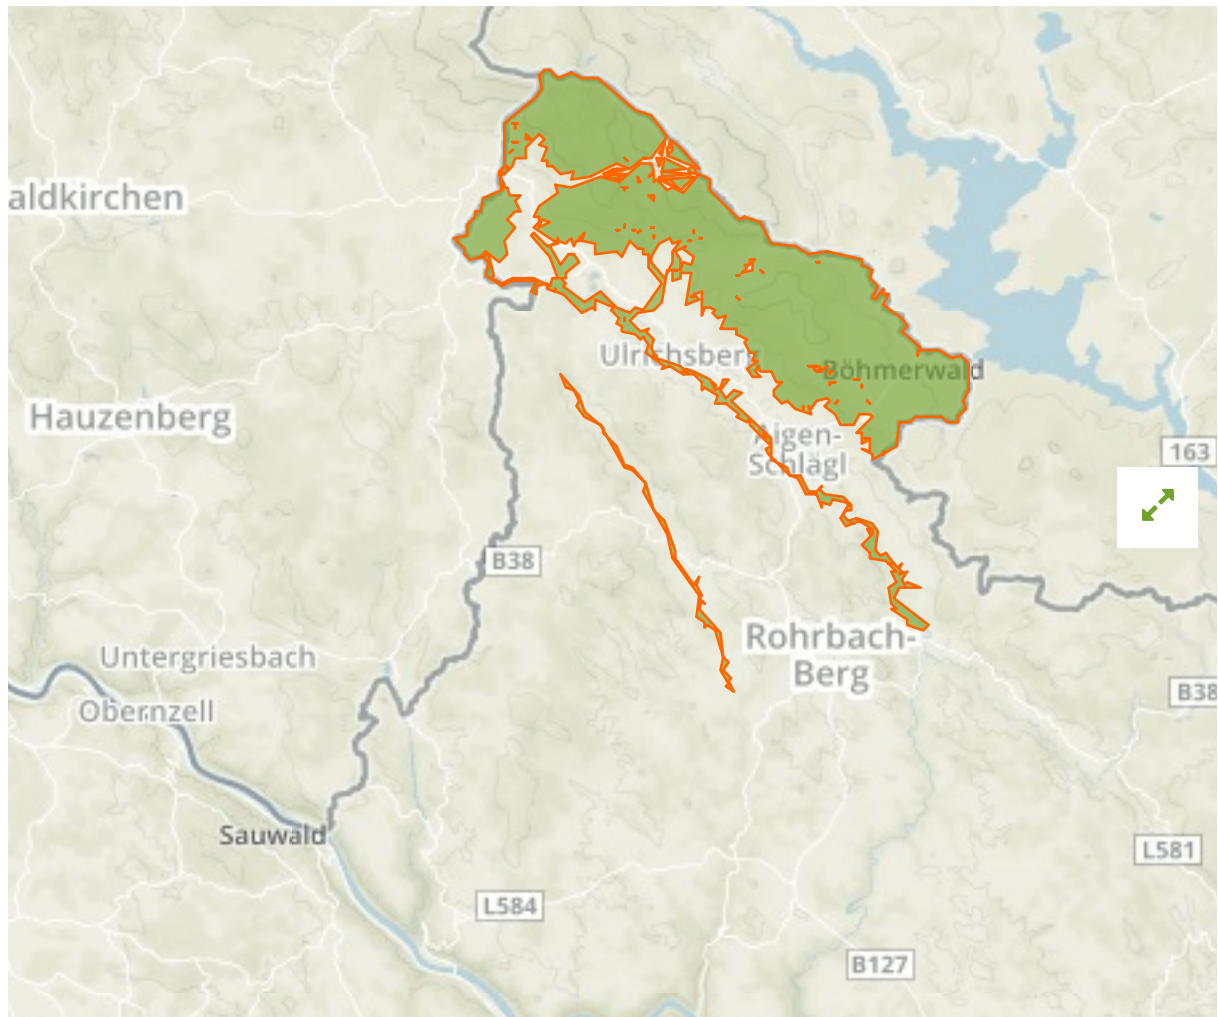 aldkirchen
Ulrichsberg
Böhmerwald
Hauzenberg
Aigen-
Schlägl
163
B38
Rohrbach-
Berg
Untergriesbach
B38
Obernzell
Sauwald
L581
L584
B127